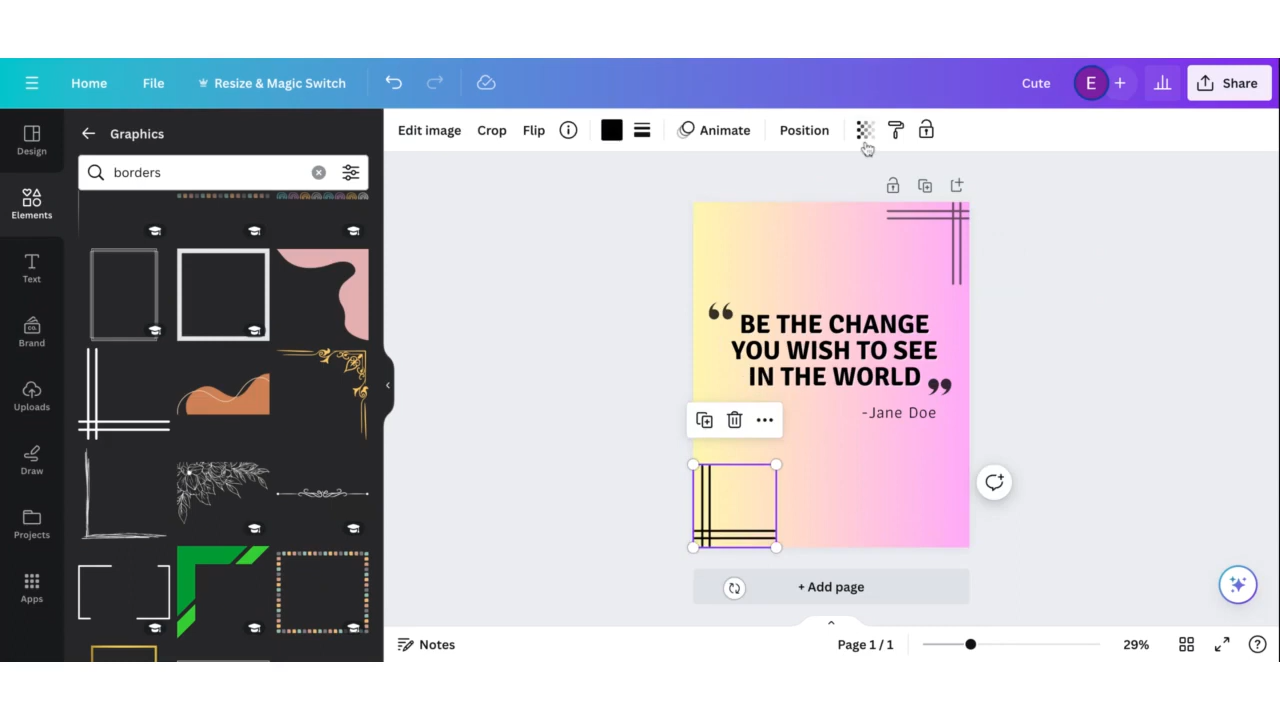 Home File Resize & Magic Switch Cute E + Share
Design
Elements
Text
Brand
Uploads
Draw
Projects
Apps
Graphics
borders
Edit image Crop Flip Animate Position
“ BE THE CHANGE
YOU WISH TO SEE
IN THE WORLD ”
-Jane Doe
+ Add page
Notes Page 1 / 1 29%